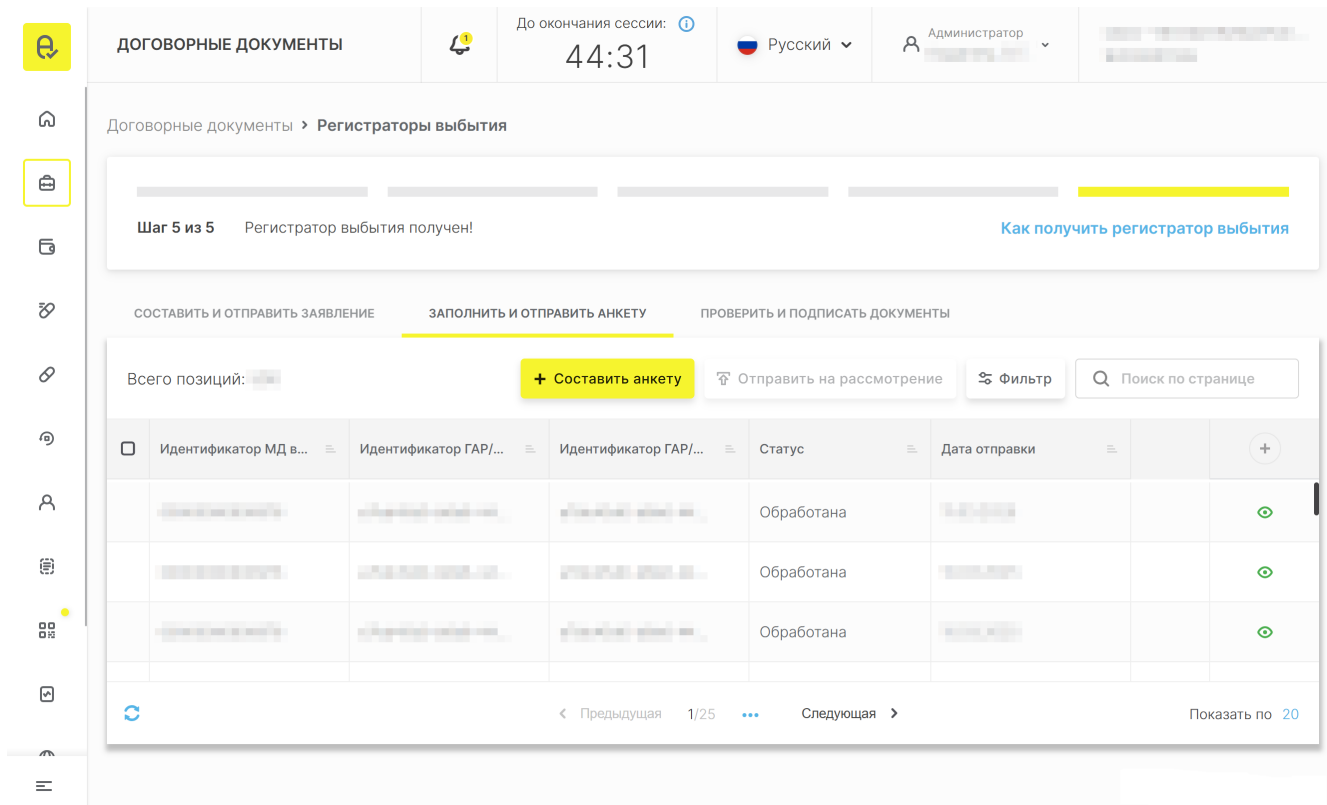 ДОГОВОРНЫЕ ДОКУМЕНТЫ
1
До окончания сессии:
44:31
Русский
Администратор
Договорные документы > Регистраторы выбытия
Шаг 5 из 5 Регистратор выбытия получен!
Как получить регистратор выбытия
СОСТАВИТЬ И ОТПРАВИТЬ ЗАЯВЛЕНИЕ
ЗАПОЛНИТЬ И ОТПРАВИТЬ АНКЕТУ
ПРОВЕРИТЬ И ПОДПИСАТЬ ДОКУМЕНТЫ
Всего позиций:
+ Составить анкету
Отправить на рассмотрение
Фильтр
Поиск по странице
Идентификатор МД в...
Идентификатор ГАР/...
Идентификатор ГАР/...
Статус
Дата отправки
Обработана
Обработана
Обработана
Предыдущая
1/25
•••
Следующая
Показать по 20